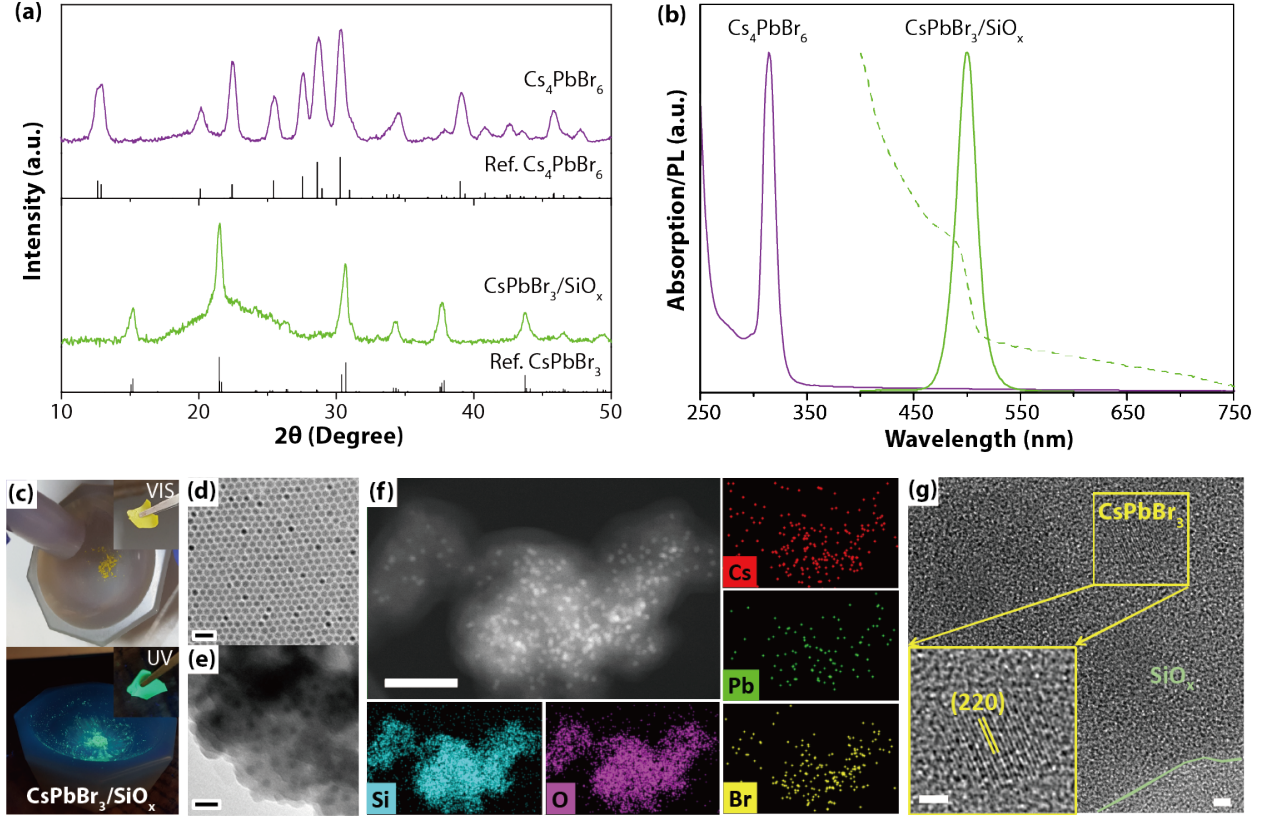 (a)
Cs₄PbBr₆
Ref. Cs₄PbBr₆
CsPbBr₃/SiOₓ
Ref. CsPbBr₃
Intensity (a.u.)
10 20 30 40 50
2θ (Degree)
(b)
Cs₄PbBr₆ CsPbBr₃/SiOₓ
Absorption/PL (a.u.)
250 350 450 550 650 750
Wavelength (nm)
(c)
VIS
UV
CsPbBr₃/SiOₓ
(d)
(e)
(f)
Cs
Pb
Si
O
Br
(g)
CsPbBr₃
SiOₓ
(220)